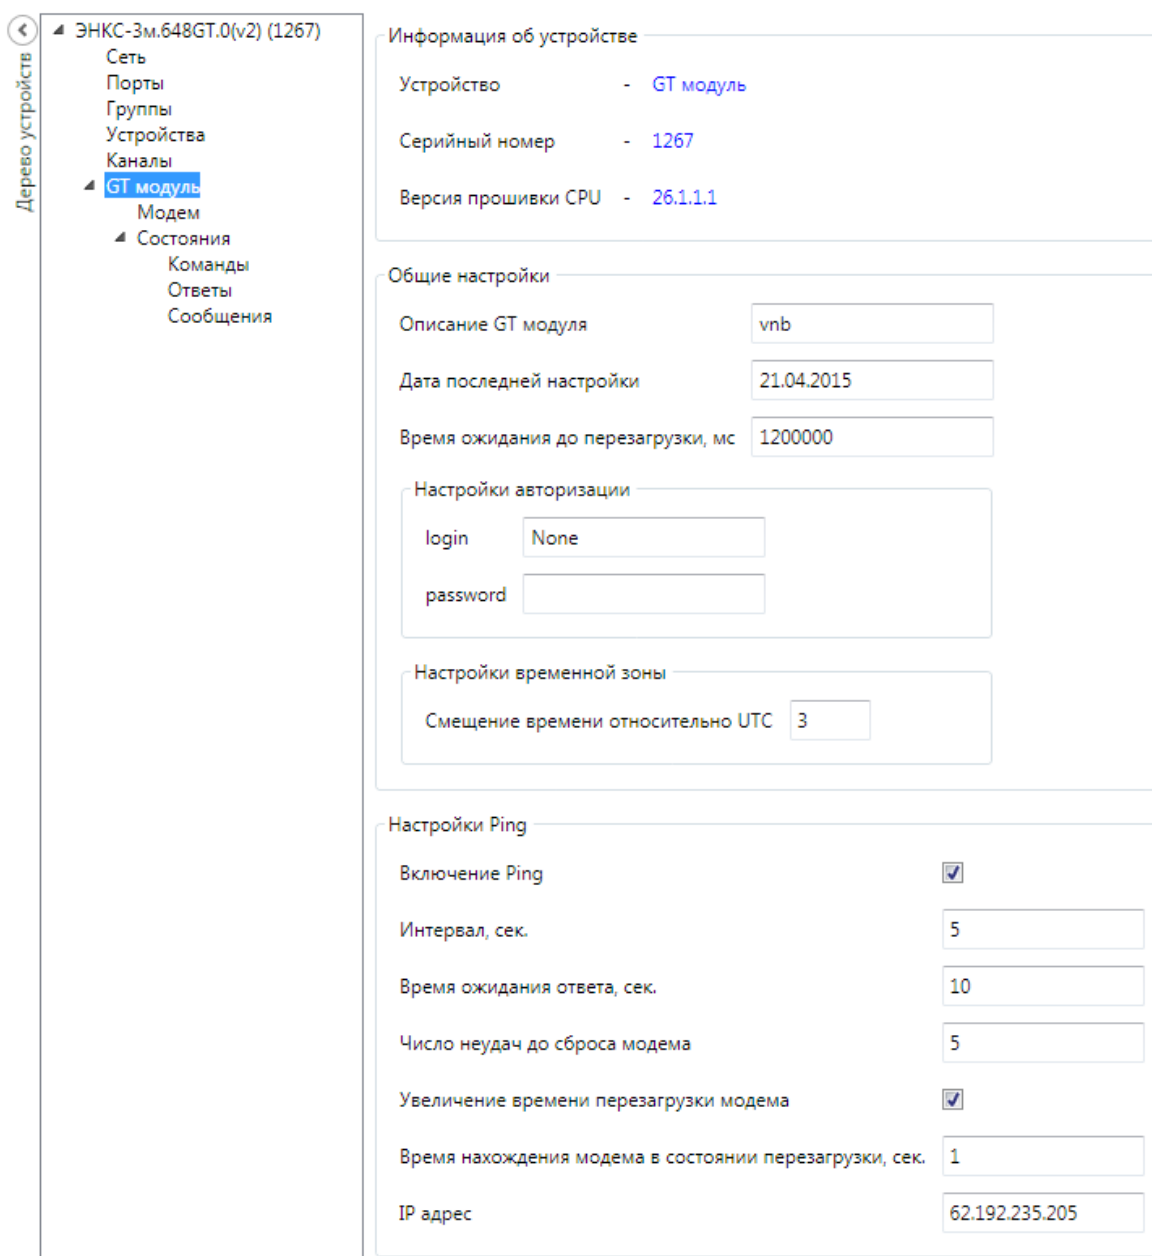 Дерево устройств
ЭНКС-3м.648GT.0(v2) (1267)
Сеть
Порты
Группы
Устройства
Каналы
GT модуль
Модем
Состояния
Команды
Ответы
Сообщения
Информация об устройстве
Устройство - GT модуль
Серийный номер - 1267
Версия прошивки CPU - 26.1.1.1
Общие настройки
Описание GT модуля vnb
Дата последней настройки 21.04.2015
Время ожидания до перезагрузки, мс 1200000
Настройки авторизации
login None
password
Настройки временной зоны
Смещение времени относительно UTC 3
Настройки Ping
Включение Ping
Интервал, сек. 5
Время ожидания ответа, сек. 10
Число неудач до сброса модема 5
Увеличение времени перезагрузки модема
Время нахождения модема в состоянии перезагрузки, сек. 1
IP адрес 62.192.235.205